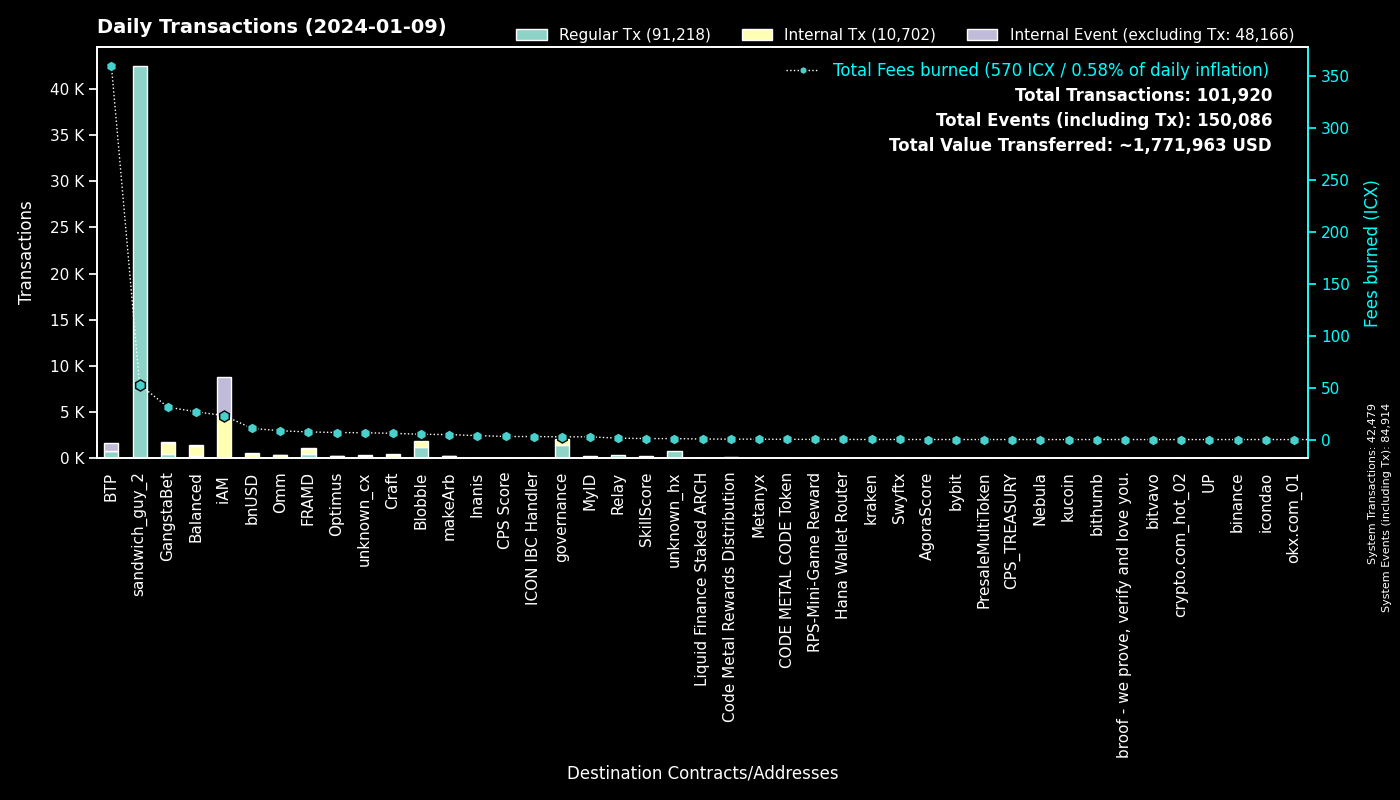 Daily Transactions (2024-01-09)
Regular Tx (91,218)
Internal Tx (10,702)
Internal Event (excluding Tx: 48,166)
Total Fees burned (570 ICX / 0.58% of daily inflation)
Total Transactions: 101,920
Total Events (including Tx): 150,086
Total Value Transferred: ~1,771,963 USD
Transactions
40 K
35 K
30 K
25 K
20 K
15 K
10 K
5 K
0 K
350
300
250
200
150
100
50
0
Fees burned (ICX)
System Transactions: 42,479
System Events (including Tx): 84,914
BTP
sandwich_guy_2
GangstaBet
Balanced
iAM
bnUSD
Omm
FRAMD
Optimus
unknown_cx
Craft
Blobble
makeArb
Inanis
CPS Score
ICON IBC Handler
governance
MyID
Relay
SkillScore
unknown_hx
Liquid Finance Staked ARCH
Code Metal Rewards Distribution
Metanyx
CODE METAL CODE Token
RPS-Mini-Game Reward
Hana Wallet Router
kraken
Swyftx
AgoraScore
bybit
PresaleMultiToken
CPS_TREASURY
Nebula
kucoin
bithumb
broof - we prove, verify and love you.
bitvavo
crypto.com_hot_02
UP
binance
icondao
okx.com_01
Destination Contracts/Addresses